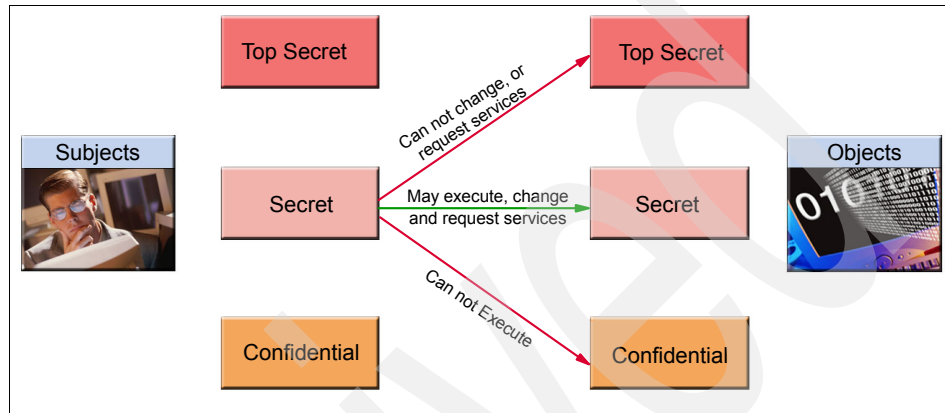 Top Secret
Top Secret
Can not change, or
request services
Subjects
Objects
Secret
May execute, change
and request services
Secret
Can not Execute
Confidential
Confidential